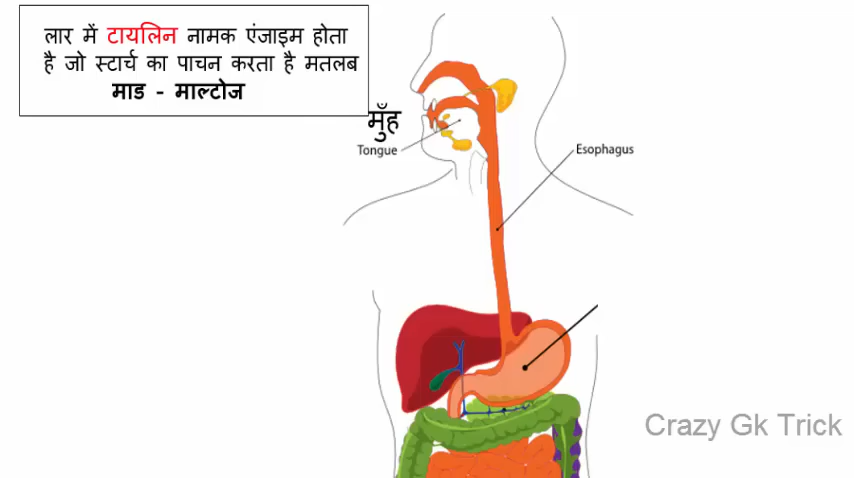 लार में टायलिन नामक एंजाइम होता
है जो स्टार्च का पाचन करता है मतलब
माड - माल्टोज
मुँह
Tongue
Esophagus
Crazy Gk Trick